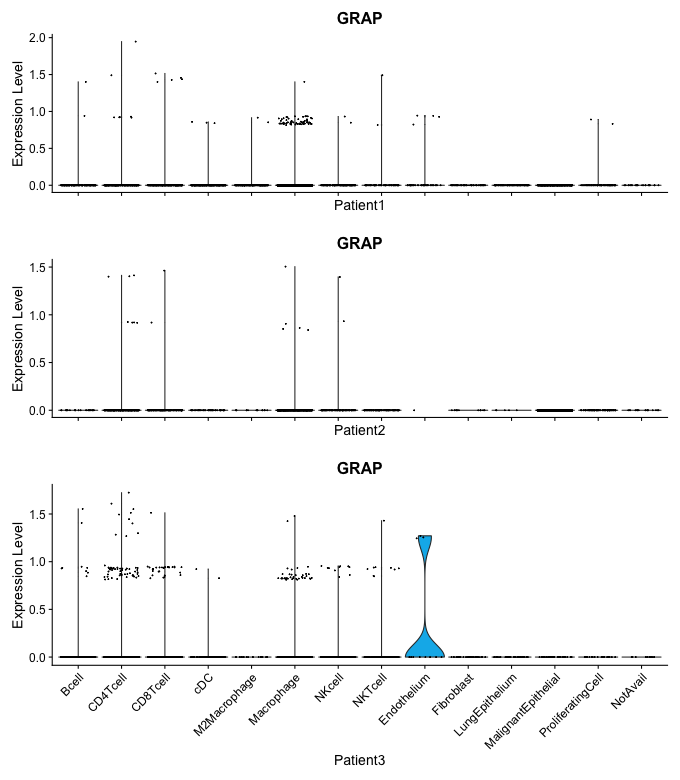 GRAP
Expression Level
2.0
1.5
1.0
0.5
0.0
Patient1
GRAP
Expression Level
1.5
1.0
0.5
0.0
Patient2
GRAP
Expression Level
1.5
1.0
0.5
0.0
Bcell
CD4Tcell
CD8Tcell
cDC
M2Macrophage
Macrophage
NKcell
NKTcell
Endothelium
Fibroblast
LungEpithelium
MalignantEpithelial
ProliferatingCell
NotAvail
Patient3